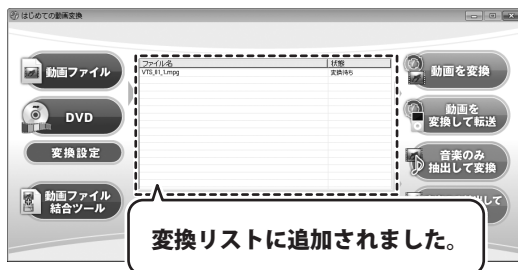 はじめての動画変換
動画ファイル
DVD
変換設定
動画ファイル
結合ツール
ファイル名
状態
VTS_11_1.mpg
変換待ち
動画を変換
動画を
変換して転送
音楽のみ
抽出して変換
して
変換リストに追加されました。